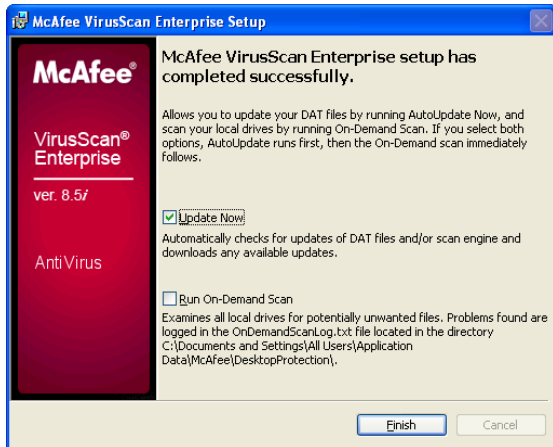 McAfee VirusScan Enterprise Setup
McAfee®
VirusScan®
Enterprise
ver. 8.5i
AntiVirus
McAfee VirusScan Enterprise setup has
completed successfully.
Allows you to update your DAT files by running AutoUpdate Now, and
scan your local drives by running On-Demand Scan. If you select both
options, AutoUpdate runs first, then the On-Demand scan immediately
follows.
Update Now
Automatically checks for updates of DAT files and/or scan engine and
downloads any available updates.
Run On-Demand Scan
Examines all local drives for potentially unwanted files. Problems found are
logged in the OnDemandScanLog.txt file located in the directory
C:\Documents and Settings\All Users\Application
Data\McAfee\DesktopProtection\.
Finish
Cancel